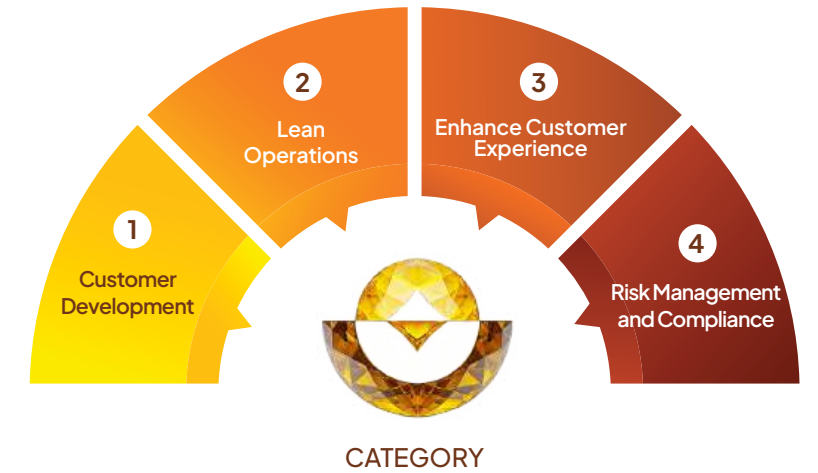 1
Customer
Development
2
Lean
Operations
3
Enhance Customer
Experience
4
Risk Management
and Compliance
CATEGORY